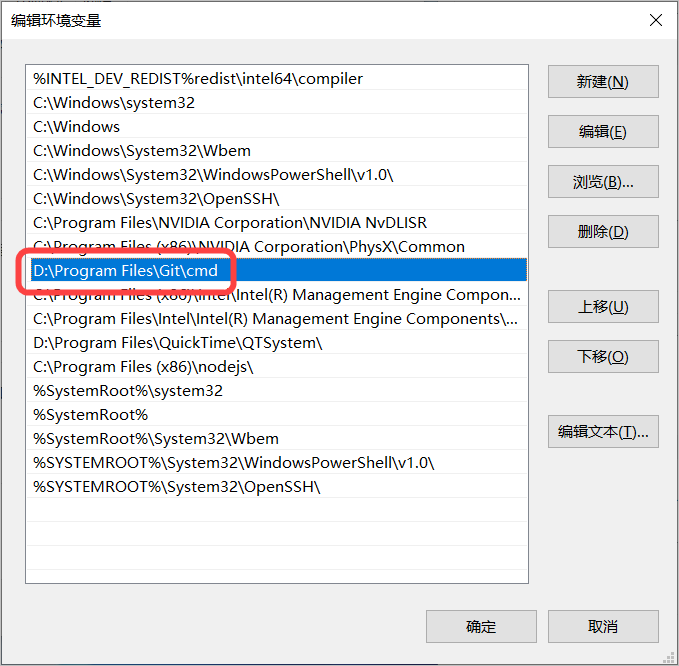 编辑环境变量
%INTEL_DEV_REDIST%redist\intel64\compiler
C:\Windows\system32
C:\Windows
C:\Windows\System32\Wbem
C:\Windows\System32\WindowsPowerShell\v1.0\
C:\Windows\System32\OpenSSH\
C:\Program Files\NVIDIA Corporation\NVIDIA NvDLISR
C:\Program Files (x86)\NVIDIA Corporation\PhysX\Common
D:\Program Files\Git\cmd
C:\Program Files (x86)\Intel\Intel(R) Management Engine Compon...
C:\Program Files\Intel\Intel(R) Management Engine Components\...
D:\Program Files\QuickTime\QTSystem\
C:\Program Files (x86)\nodejs\
%SystemRoot%\system32
%SystemRoot%
%SystemRoot%\System32\Wbem
%SYSTEMROOT%\System32\WindowsPowerShell\v1.0\
%SYSTEMROOT%\System32\OpenSSH\
新建(N)
编辑(E)
浏览(B)...
删除(D)
上移(U)
下移(O)
编辑文本(T)...
确定
取消